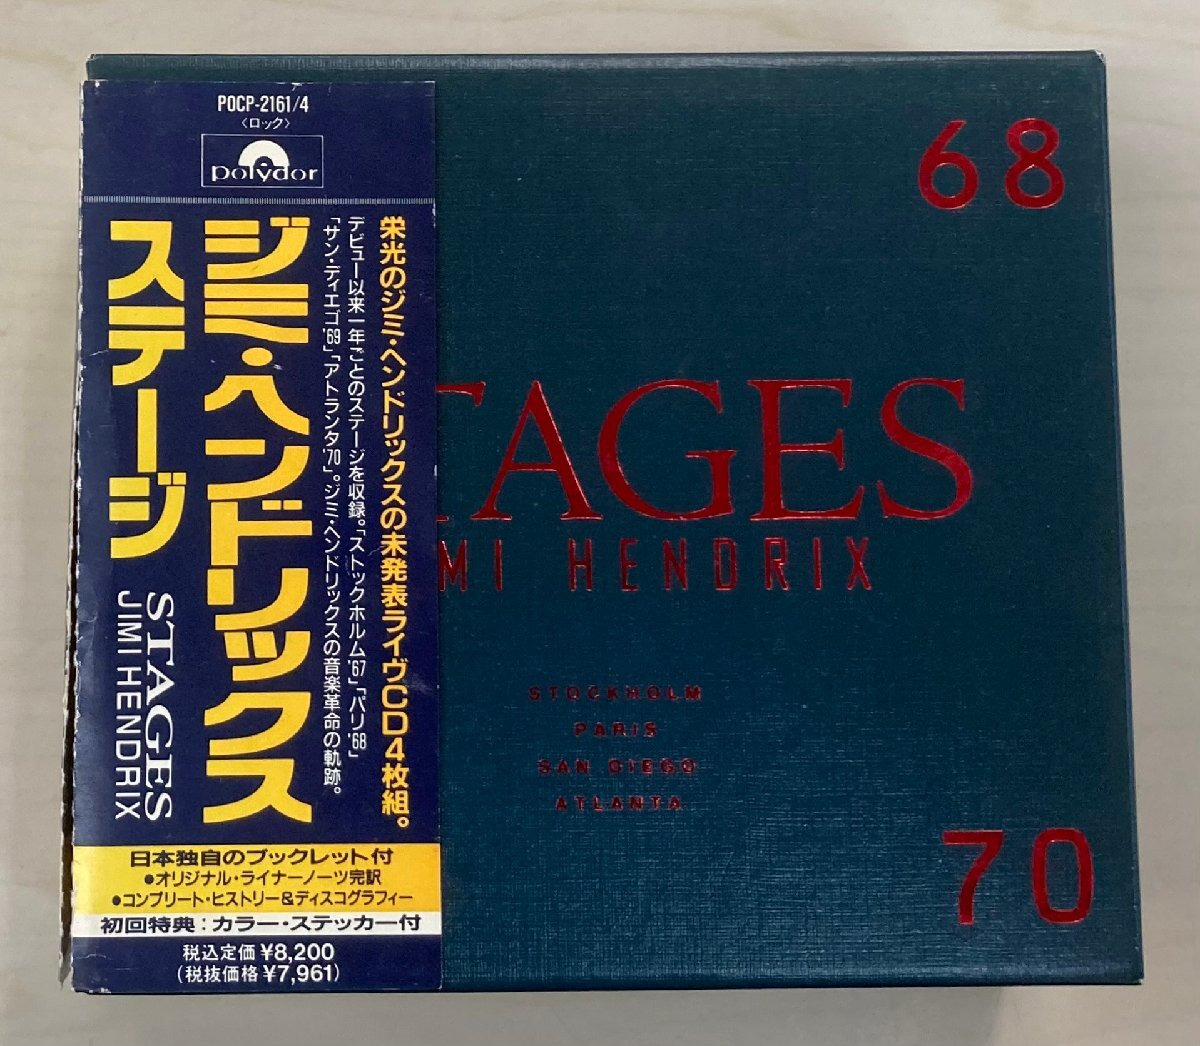 POCP-2161/4
〈ロック〉
polydor
栄光のジミ・ヘンドリックスの未発表ライヴCD4枚組。
デビュー以来一年ごとのステージを収録。「ストックホルム'67」「パリ'68」
「サン・ディエゴ'69」「アトランタ'70」。ジミ・ヘンドリックスの音楽革命の軌跡。
ジミ・ヘンドリックス
ステージ
STAGES
JIMI HENDRIX
日本独自のブックレット付
●オリジナル・ライナーノーツ完訳
●コンプリート・ヒストリー&ディスコグラフィー
初回特典:カラー・ステッカー付
税込定価¥8,200
(税抜価格¥7,961)
68
TAGES
MI HENDRIX
STOCKHOLM
PARIS
SAN DIEGO
ATLANTA
70